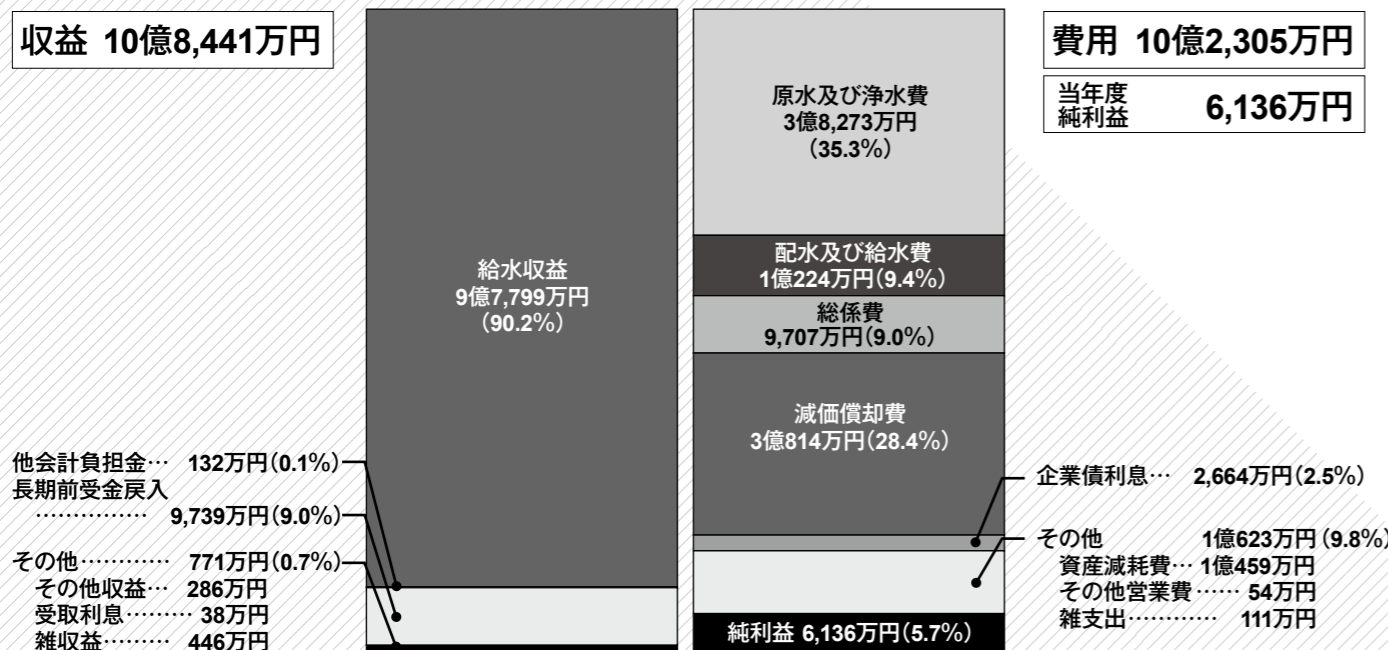 収益 10億8,441万円
費用 10億2,305万円
当年度
純利益 6,136万円
給水収益
9億7,799万円
(90.2%)
他会計負担金… 132万円(0.1%)
長期前受金戻入
…………… 9,739万円(9.0%)
その他………… 771万円(0.7%)
その他収益… 286万円
受取利息……… 38万円
雑収益……… 446万円
原水及び浄水費
3億8,273万円
(35.3%)
配水及び給水費
1億224万円(9.4%)
総係費
9,707万円(9.0%)
減価償却費
3億814万円(28.4%)
純利益 6,136万円(5.7%)
企業債利息… 2,664万円(2.5%)
その他 1億623万円(9.8%)
資産減耗費… 1億459万円
その他営業費…… 54万円
雑支出………… 111万円